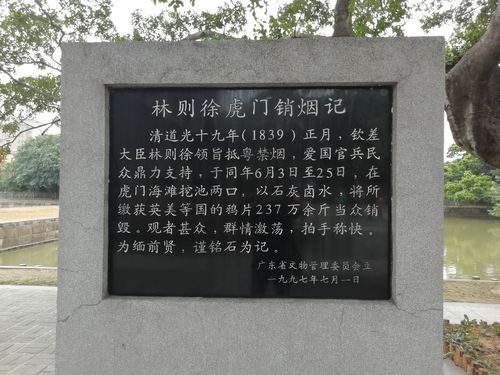 林则徐虎门销烟记
清道光十九年(1839)正月，钦差
大臣林则徐领旨抵粤禁烟，爱国官兵民
众鼎力支持，于同年6月3日至25日，在
虎门海滩挖池两口，以石灰卤水，将所
缴获英美等国的鸦片237万余斤当众销
毁。观者甚众，群情激荡，拍手称快。
为缅前贤，谨铭石为记。
广东省文物管理委员会立
一九九七年七月一日